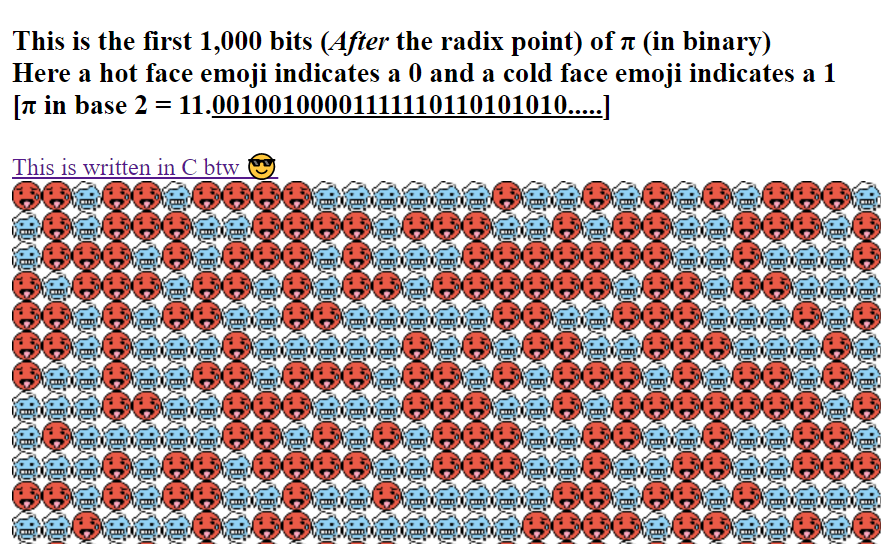 This is the first 1,000 bits (After the radix point) of π (in binary)
Here a hot face emoji indicates a 0 and a cold face emoji indicates a 1
[π in base 2 = 11.001001000011111110110101010.....]
This is written in C btw 😎